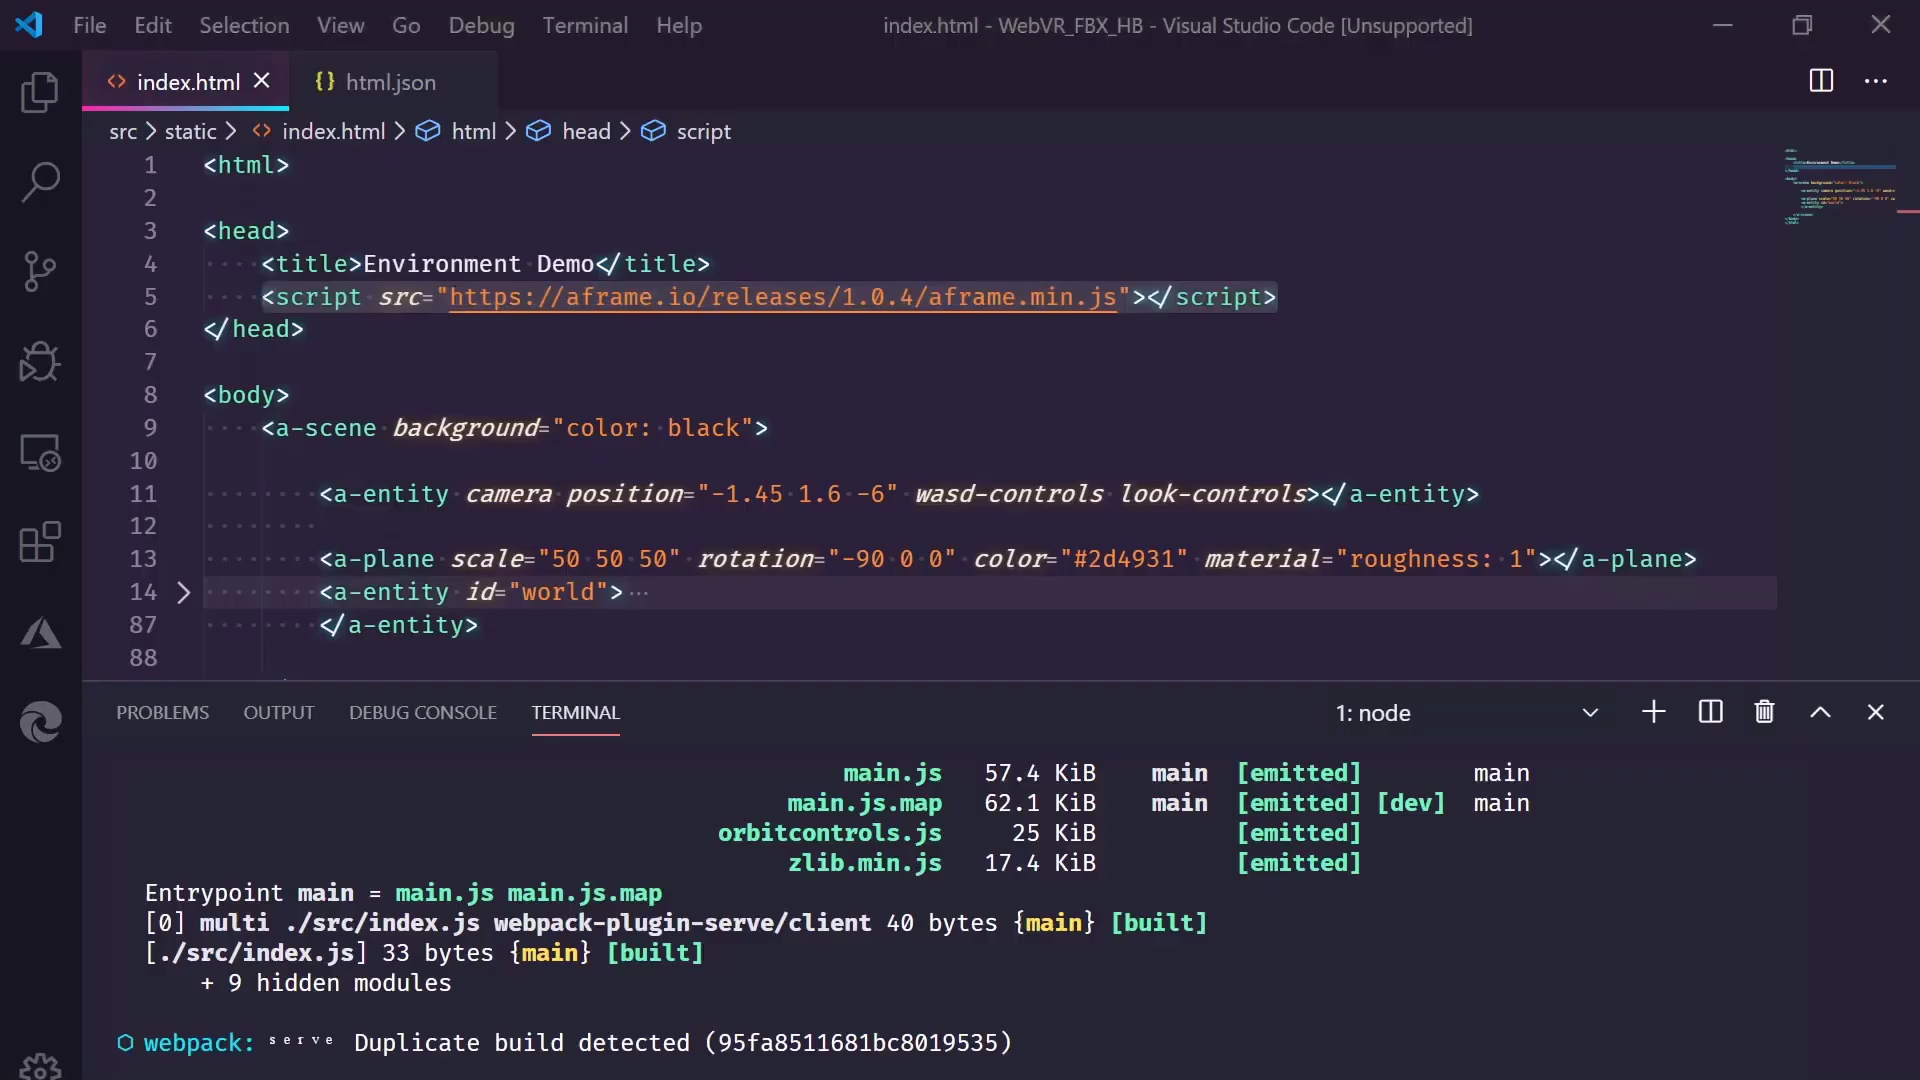 File Edit Selection View Go Debug Terminal Help index.html - WebVR_FBX_HB - Visual Studio Code [Unsupported]
<> index.html {} html.json
src > static > <> index.html > html > head > script
1 <html>
2
3 <head>
4 <title>Environment Demo</title>
5 <script src="https://aframe.io/releases/1.0.4/aframe.min.js"></script>
6 </head>
7
8 <body>
9 <a-scene background="color: black">
10
11 <a-entity camera position="-1.45 1.6 -6" wasd-controls look-controls></a-entity>
12
13 <a-plane scale="50 50 50" rotation="-90 0 0" color="#2d4931" material="roughness: 1"></a-plane>
14 <a-entity id="world">···
87 </a-entity>
88
PROBLEMS OUTPUT DEBUG CONSOLE TERMINAL 1: node
main.js 57.4 KiB main [emitted] main
main.js.map 62.1 KiB main [emitted] [dev] main
orbitcontrols.js 25 KiB [emitted]
zlib.min.js 17.4 KiB [emitted]
Entrypoint main = main.js main.js.map
[0] multi ./src/index.js webpack-plugin-serve/client 40 bytes {main} [built]
[./src/index.js] 33 bytes {main} [built]
+ 9 hidden modules
⬡ webpack: ˢᵉʳᵛᵉ Duplicate build detected (95fa8511681bc8019535)